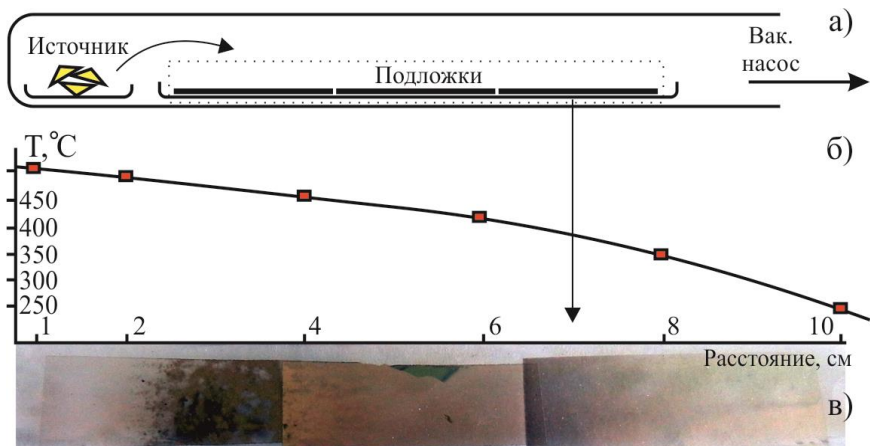 а)
Источник
Подложки
Вак.
насос
T,°C
б)
450
400
350
300
250
1 2 4 6 8 10
Расстояние, см
в)